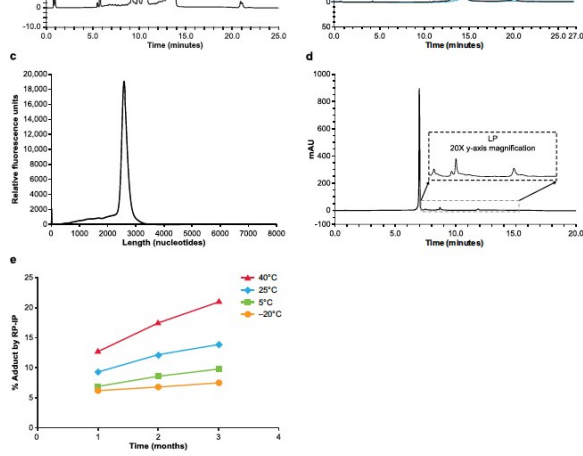 0
-10.0
0.0 5.0 10.0 15.0 20.0 25.0
Time (minutes)
0
50
0.0 5.0 10.0 15.0 20.0 25.0 27.0
Time (minutes)
c
20,000
18,000
16,000
14,000
12,000
10,000
8000
6000
4000
2000
0
Relative fluorescence units
0 1000 2000 3000 4000 5000 6000 7000 8000
Length (nucleotides)
d
1000
800
600
400
200
0
-100
mAU
LP
20X y-axis magnification
0.0 5.0 10.0 15.0 20.0
Time (minutes)
e
25
20
15
10
5
0
% Adduct by RP-IP
40°C
25°C
5°C
–20°C
0 1 2 3 4
Time (months)